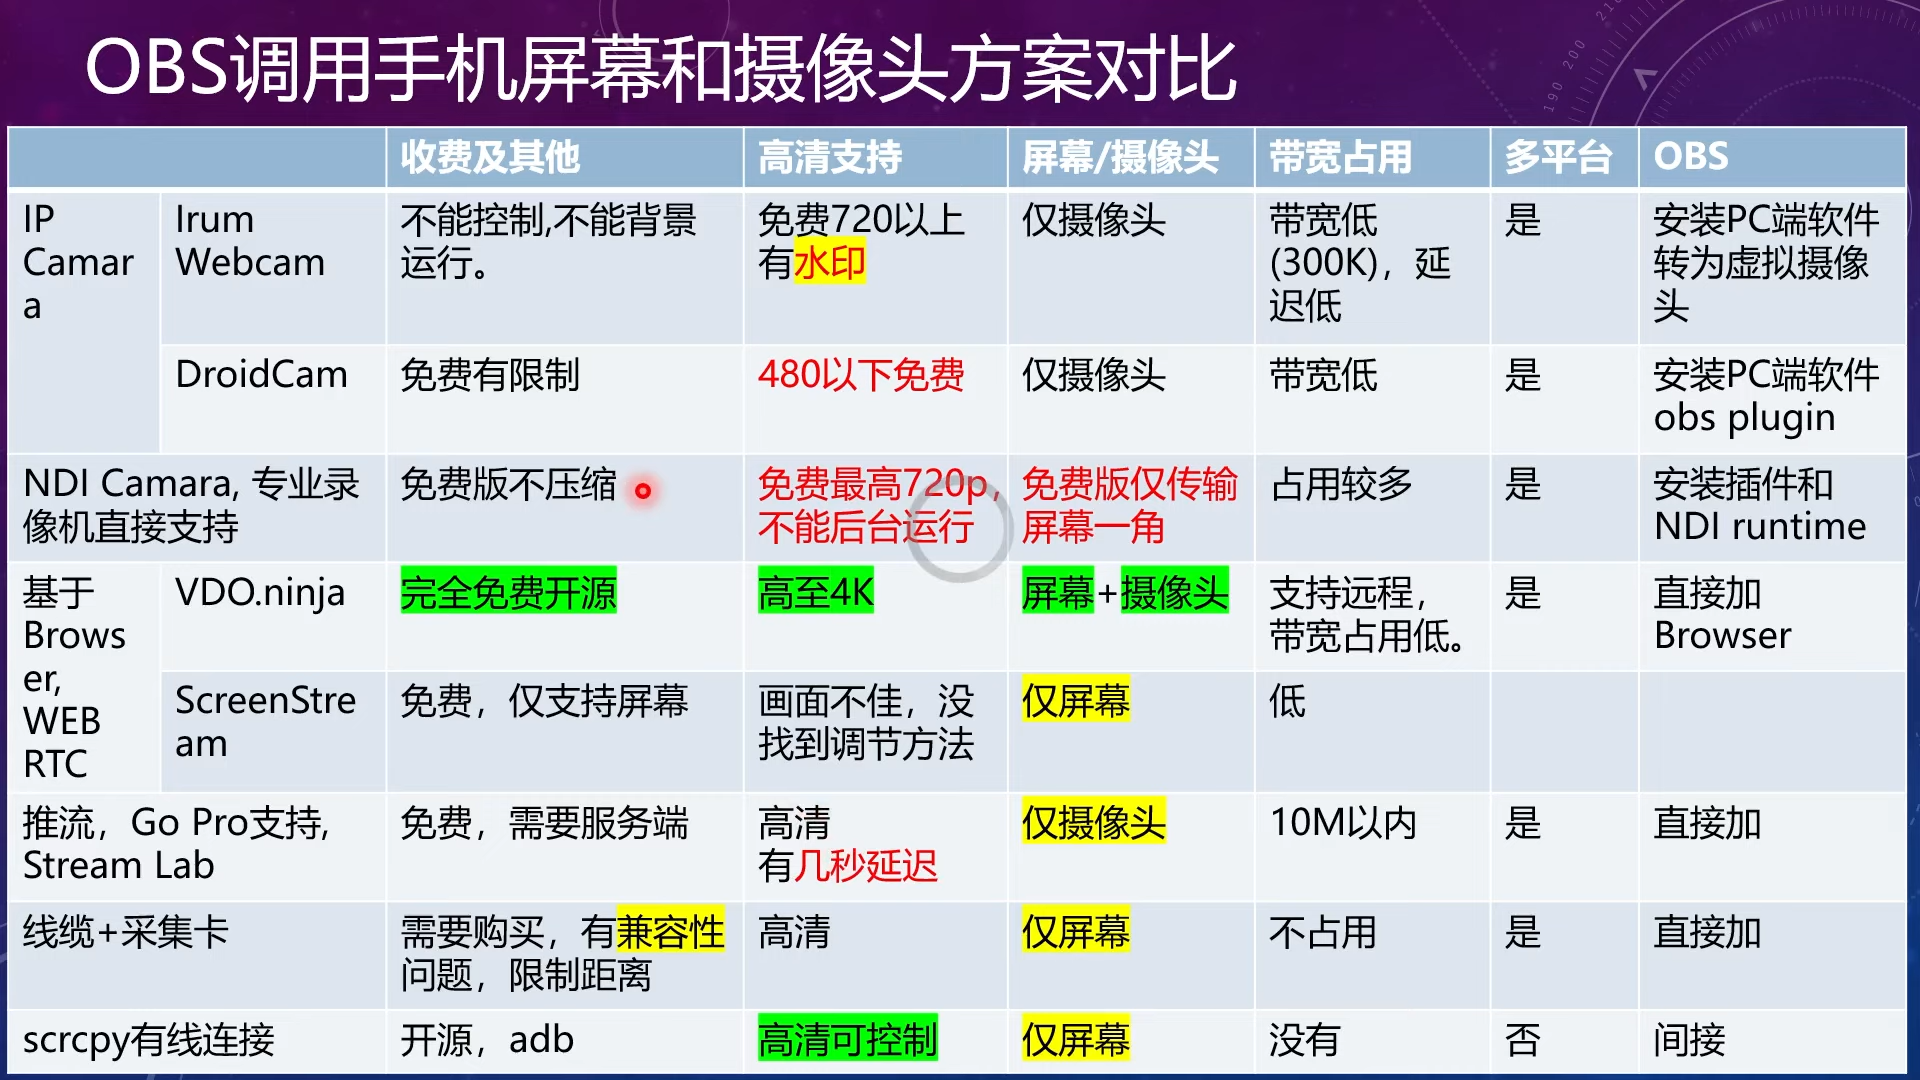 OBS调用手机屏幕和摄像头方案对比
收费及其他
高清支持
屏幕/摄像头
带宽占用
多平台
OBS
IP
Camar
a
Irum
Webcam
不能控制,不能背景
运行。
免费720以上
有水印
仅摄像头
带宽低
(300K)，延
迟低
是
安装PC端软件
转为虚拟摄像
头
DroidCam
免费有限制
480以下免费
仅摄像头
带宽低
是
安装PC端软件
obs plugin
NDI Camara, 专业录
像机直接支持
免费版不压缩
免费最高720p，
不能后台运行
免费版仅传输
屏幕一角
占用较多
是
安装插件和
NDI runtime
基于
Brows
er,
WEB
RTC
VDO.ninja
完全免费开源
高至4K
屏幕+摄像头
支持远程，
带宽占用低。
是
直接加
Browser
ScreenStre
am
免费，仅支持屏幕
画面不佳，没
找到调节方法
仅屏幕
低
推流，Go Pro支持,
Stream Lab
免费，需要服务端
高清
有几秒延迟
仅摄像头
10M以内
是
直接加
线缆+采集卡
需要购买，有兼容性
问题，限制距离
高清
仅屏幕
不占用
是
直接加
scrcpy有线连接
开源，adb
高清可控制
仅屏幕
没有
否
间接
190
200
210